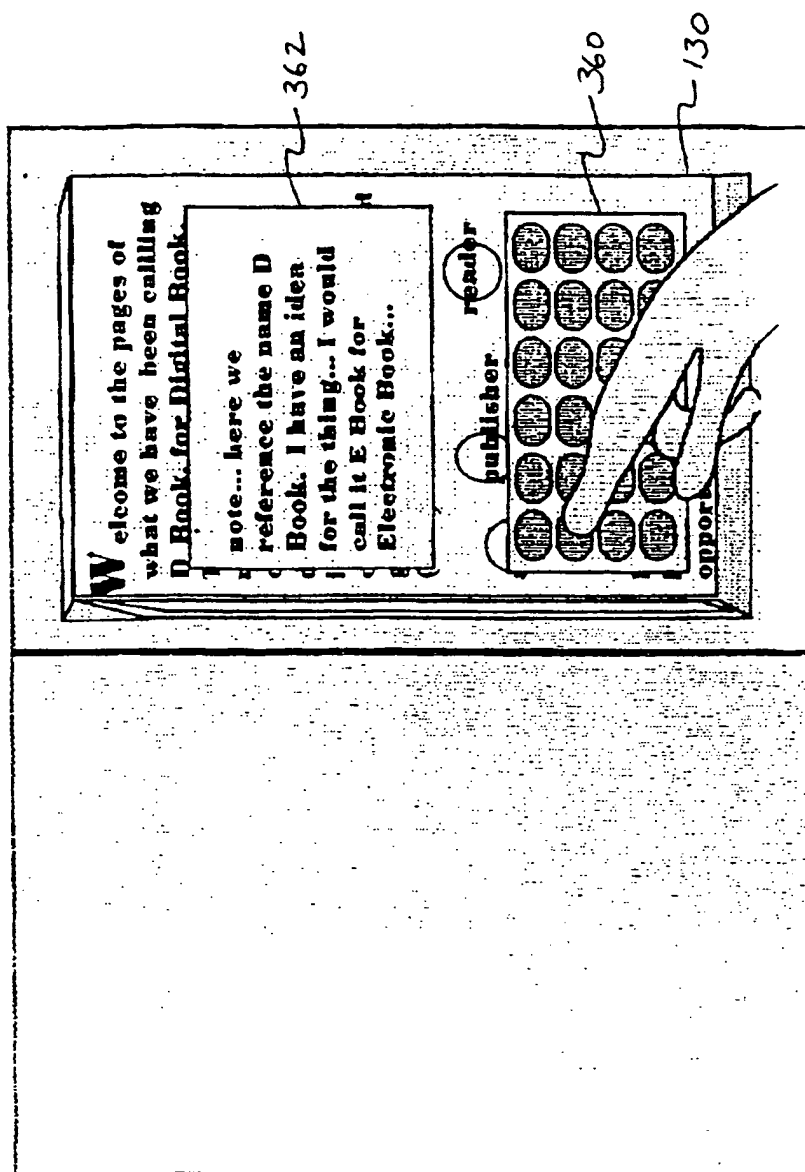 Welcome to the pages of
what we have been callling
D Book, for Digital Book.
note... here we
reference the name D
Book. I have an idea
for the thing... I would
call it E Book for
Electronic Book...
publisher reader
oppor
362
360
130